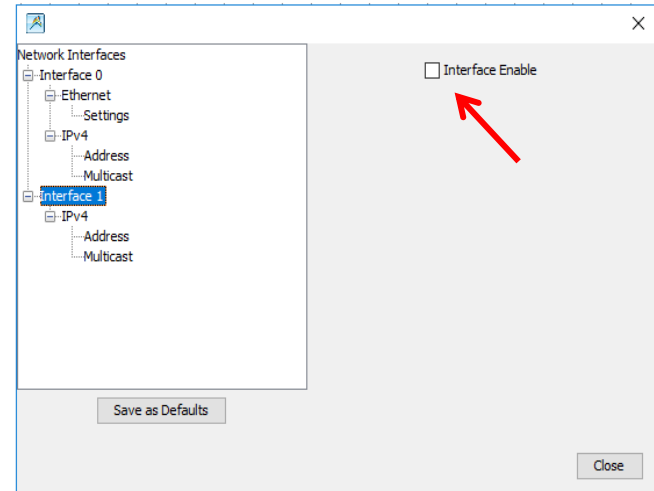 Network Interfaces
Interface 0
Ethernet
Settings
IPv4
Address
Multicast
Interface 1
IPv4
Address
Multicast
Save as Defaults
Interface Enable
Close